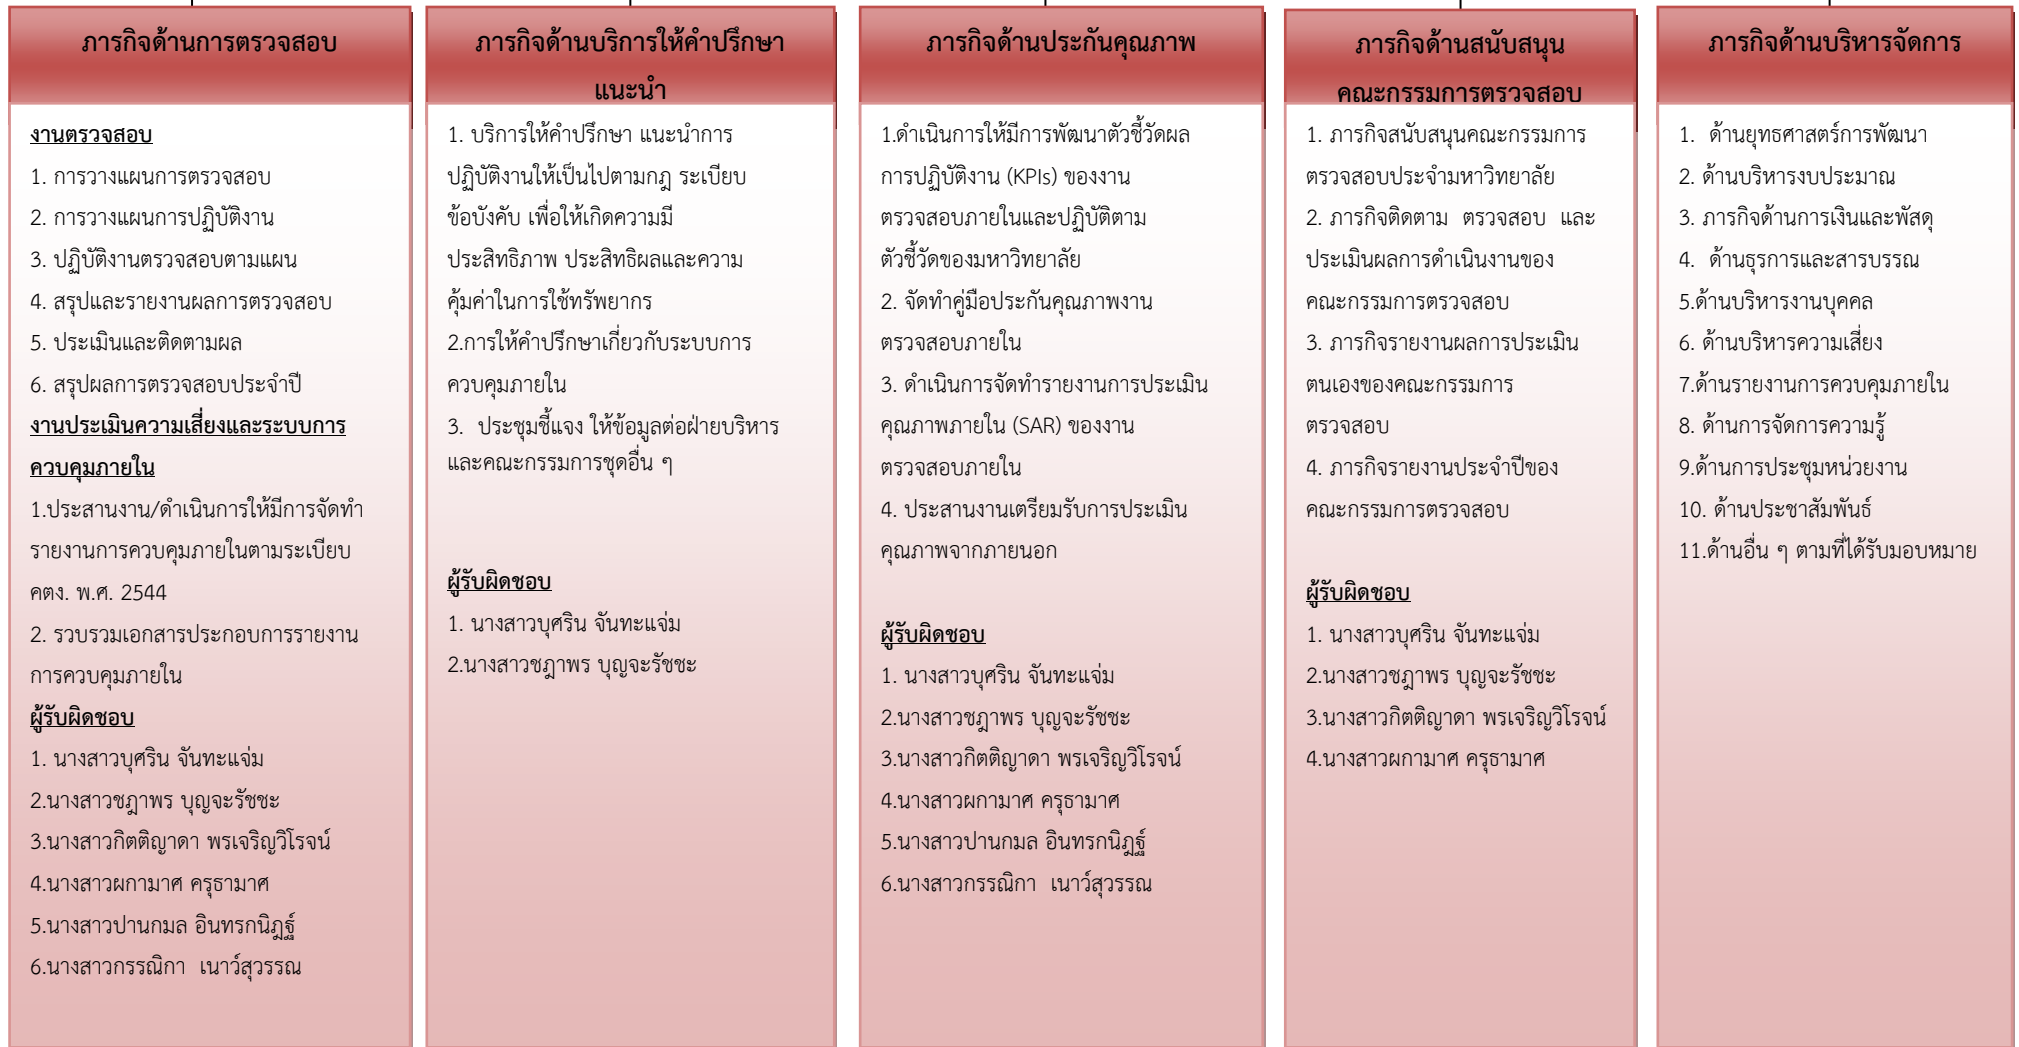 ภารกิจด้านการตรวจสอบ
งานตรวจสอบ
1. การวางแผนการตรวจสอบ
2. การวางแผนการปฏิบัติงาน
3. ปฏิบัติงานตรวจสอบตามแผน
4. สรุปและรายงานผลการตรวจสอบ
5. ประเมินและติดตามผล
6. สรุปผลการตรวจสอบประจำปี
งานประเมินความเสี่ยงและระบบการ
ควบคุมภายใน
1.ประสานงาน/ดำเนินการให้มีการจัดทำ
รายงานการควบคุมภายในตามระเบียบ
คตง. พ.ศ. 2544
2. รวบรวมเอกสารประกอบการรายงาน
การควบคุมภายใน
ผู้รับผิดชอบ
1. นางสาวบุศริน จันทะแจ่ม
2.นางสาวชฎาพร บุญจะรัชชะ
3.นางสาวกิตติญาดา พรเจริญวิโรจน์
4.นางสาวผกามาศ ครุธามาศ
5.นางสาวปานกมล อินทรกนิฎฐ์
6.นางสาวกรรณิกา เนาว์สุวรรณ
ภารกิจด้านบริการให้คำปรึกษา
แนะนำ
1. บริการให้คำปรึกษา แนะนำการ
ปฏิบัติงานให้เป็นไปตามกฎ ระเบียบ
ข้อบังคับ เพื่อให้เกิดความมี
ประสิทธิภาพ ประสิทธิผลและความ
คุ้มค่าในการใช้ทรัพยากร
2.การให้คำปรึกษาเกี่ยวกับระบบการ
ควบคุมภายใน
3. ประชุมชี้แจง ให้ข้อมูลต่อฝ่ายบริหาร
และคณะกรรมการชุดอื่น ๆ
ผู้รับผิดชอบ
1. นางสาวบุศริน จันทะแจ่ม
2.นางสาวชฎาพร บุญจะรัชชะ
ภารกิจด้านประกันคุณภาพ
1.ดำเนินการให้มีการพัฒนาตัวชี้วัดผล
การปฏิบัติงาน (KPIs) ของงาน
ตรวจสอบภายในและปฏิบัติตาม
ตัวชี้วัดของมหาวิทยาลัย
2. จัดทำคู่มือประกันคุณภาพงาน
ตรวจสอบภายใน
3. ดำเนินการจัดทำรายงานการประเมิน
คุณภาพภายใน (SAR) ของงาน
ตรวจสอบภายใน
4. ประสานงานเตรียมรับการประเมิน
คุณภาพจากภายนอก
ผู้รับผิดชอบ
1. นางสาวบุศริน จันทะแจ่ม
2.นางสาวชฎาพร บุญจะรัชชะ
3.นางสาวกิตติญาดา พรเจริญวิโรจน์
4.นางสาวผกามาศ ครุธามาศ
5.นางสาวปานกมล อินทรกนิฎฐ์
6.นางสาวกรรณิกา เนาว์สุวรรณ
ภารกิจด้านสนับสนุน
คณะกรรมการตรวจสอบ
1. ภารกิจสนับสนุนคณะกรรมการ
ตรวจสอบประจำมหาวิทยาลัย
2. ภารกิจติดตาม ตรวจสอบ และ
ประเมินผลการดำเนินงานของ
คณะกรรมการตรวจสอบ
3. ภารกิจรายงานผลการประเมิน
ตนเองของคณะกรรมการ
ตรวจสอบ
4. ภารกิจรายงานประจำปีของ
คณะกรรมการตรวจสอบ
ผู้รับผิดชอบ
1. นางสาวบุศริน จันทะแจ่ม
2.นางสาวชฎาพร บุญจะรัชชะ
3.นางสาวกิตติญาดา พรเจริญวิโรจน์
4.นางสาวผกามาศ ครุธามาศ
ภารกิจด้านบริหารจัดการ
1. ด้านยุทธศาสตร์การพัฒนา
2. ด้านบริหารงบประมาณ
3. ภารกิจด้านการเงินและพัสดุ
4. ด้านธุรการและสารบรรณ
5.ด้านบริหารงานบุคคล
6. ด้านบริหารความเสี่ยง
7.ด้านรายงานการควบคุมภายใน
8. ด้านการจัดการความรู้
9.ด้านการประชุมหน่วยงาน
10. ด้านประชาสัมพันธ์
11.ด้านอื่น ๆ ตามที่ได้รับมอบหมาย